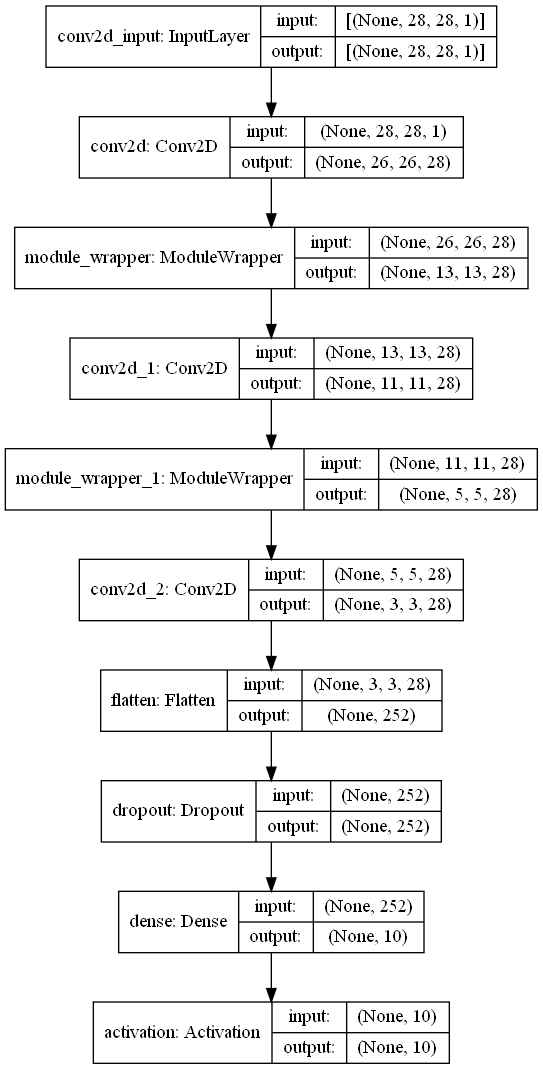 conv2d_input: InputLayer
input:
[(None, 28, 28, 1)]
output:
[(None, 28, 28, 1)]
conv2d: Conv2D
input:
(None, 28, 28, 1)
output:
(None, 26, 26, 28)
module_wrapper: ModuleWrapper
input:
(None, 26, 26, 28)
output:
(None, 13, 13, 28)
conv2d_1: Conv2D
input:
(None, 13, 13, 28)
output:
(None, 11, 11, 28)
module_wrapper_1: ModuleWrapper
input:
(None, 11, 11, 28)
output:
(None, 5, 5, 28)
conv2d_2: Conv2D
input:
(None, 5, 5, 28)
output:
(None, 3, 3, 28)
flatten: Flatten
input:
(None, 3, 3, 28)
output:
(None, 252)
dropout: Dropout
input:
(None, 252)
output:
(None, 252)
dense: Dense
input:
(None, 252)
output:
(None, 10)
activation: Activation
input:
(None, 10)
output:
(None, 10)